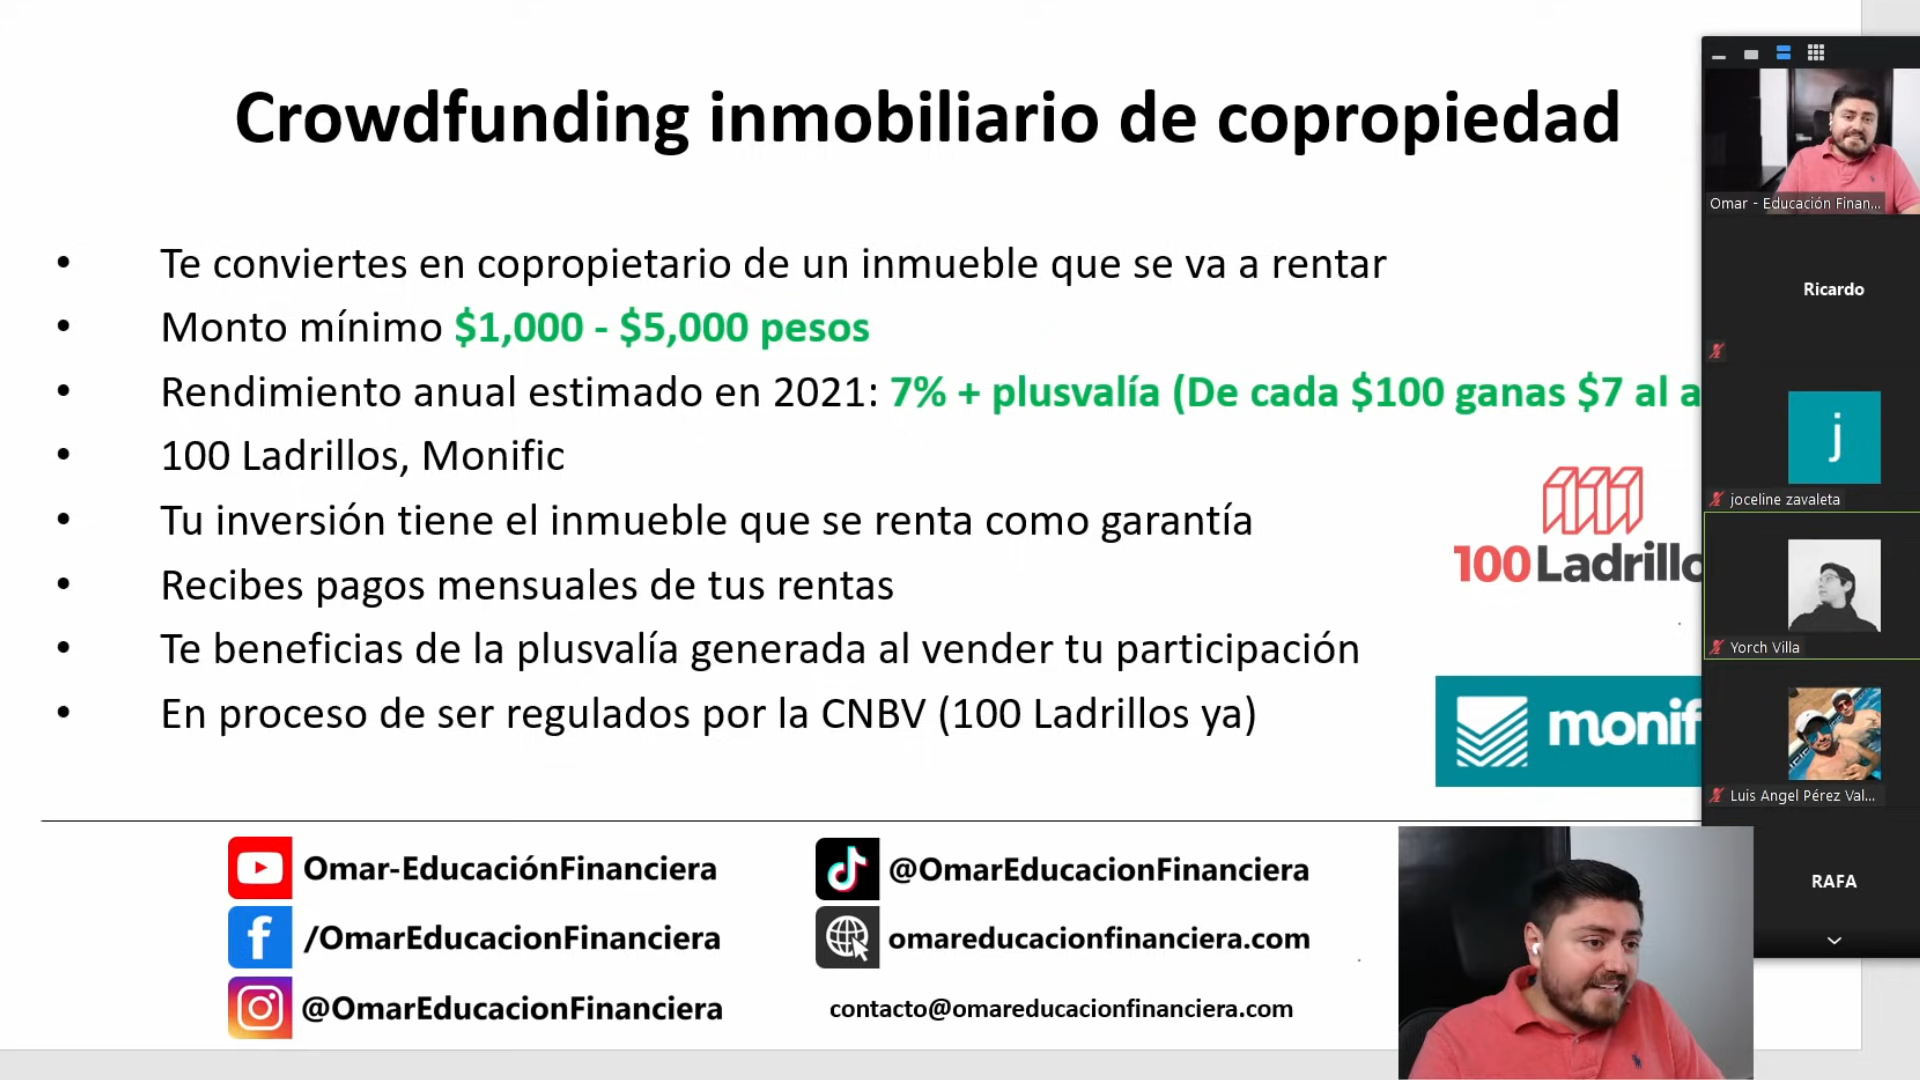 Crowdfunding inmobiliario de copropiedad
• Te conviertes en copropietario de un inmueble que se va a rentar
• Monto mínimo $1,000 - $5,000 pesos
• Rendimiento anual estimado en 2021: 7% + plusvalía (De cada $100 ganas $7 al a
• 100 Ladrillos, Monific
• Tu inversión tiene el inmueble que se renta como garantía
• Recibes pagos mensuales de tus rentas
• Te beneficias de la plusvalía generada al vender tu participación
• En proceso de ser regulados por la CNBV (100 Ladrillos ya)
100 Ladrillo
monif
Omar-EducaciónFinanciera
/OmarEducacionFinanciera
@OmarEducacionFinanciera
@OmarEducacionFinanciera
omareducacionfinanciera.com
contacto@omareducacionfinanciera.com
Omar - Educación Finan...
Ricardo
j
joceline zavaleta
Yorch Villa
Luis Angel Pérez Val...
RAFA